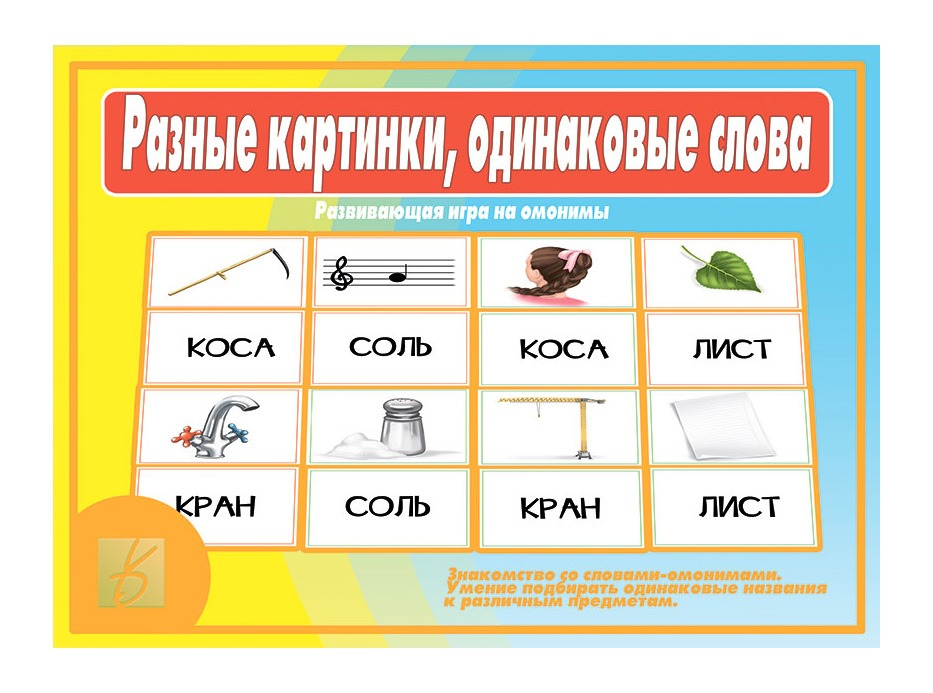 Разные картинки, одинаковые слова
Развивающая игра на омонимы
КОСА СОЛЬ КОСА ЛИСТ
КРАН СОЛЬ КРАН ЛИСТ
Знакомство со словами-омонимами.
Умение подбирать одинаковые названия
к различным предметам.